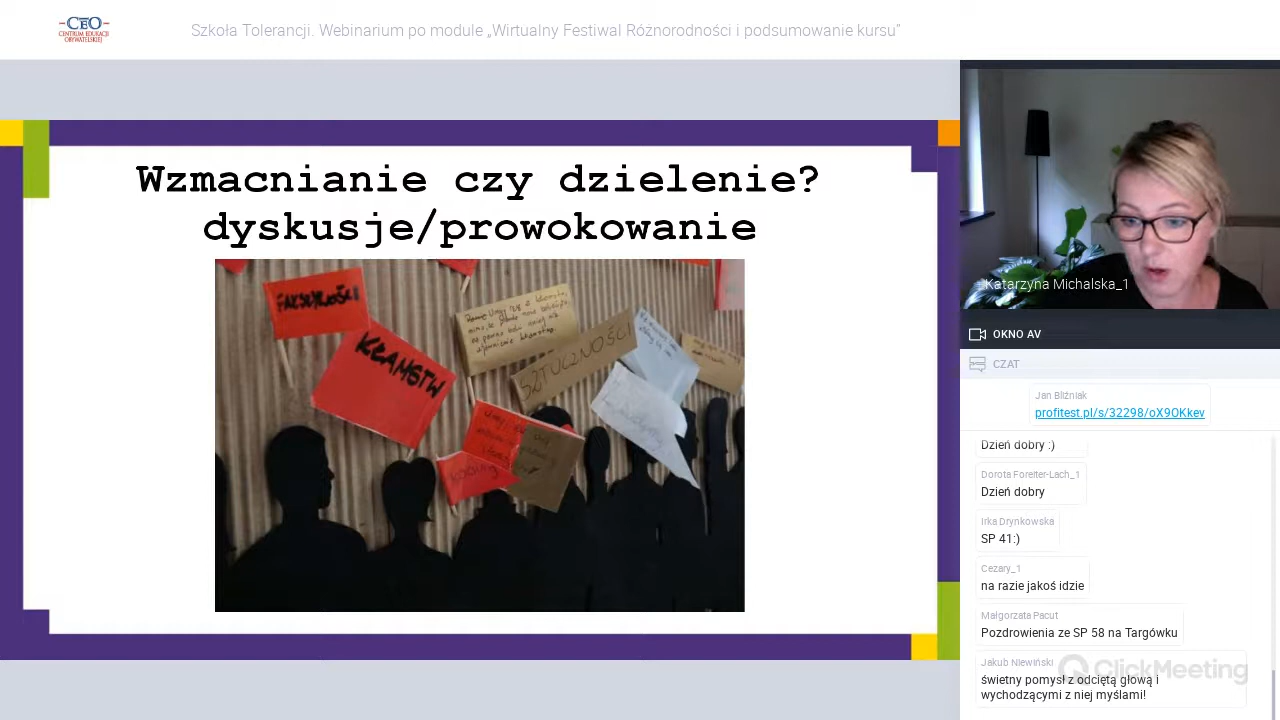 CEO
CENTRUM EDUKACJI
OBYWATELSKIEJ
Szkoła Tolerancji. Webinarium po module „Wirtualny Festiwal Różnorodności i podsumowanie kursu”
Wzmacnianie czy dzielenie?
dyskusje/prowokowanie
KŁAMSTW
SZTUCZNOŚCI
Katarzyna Michalska_1
OKNO AV
CZAT
Jan Bliźniak
profitest.pl/s/32298/oX9OKkev
Dzień dobry :)
Dorota Foreiter-Lach_1
Dzień dobry
Irka Drynkowska
SP 41:)
Cezary_1
na razie jakoś idzie
Małgorzata Pacut
Pozdrowienia ze SP 58 na Targówku
Jakub Niewiński
świetny pomysł z odciętą głową i
wychodzącymi z niej myślami!
ClickMeeting